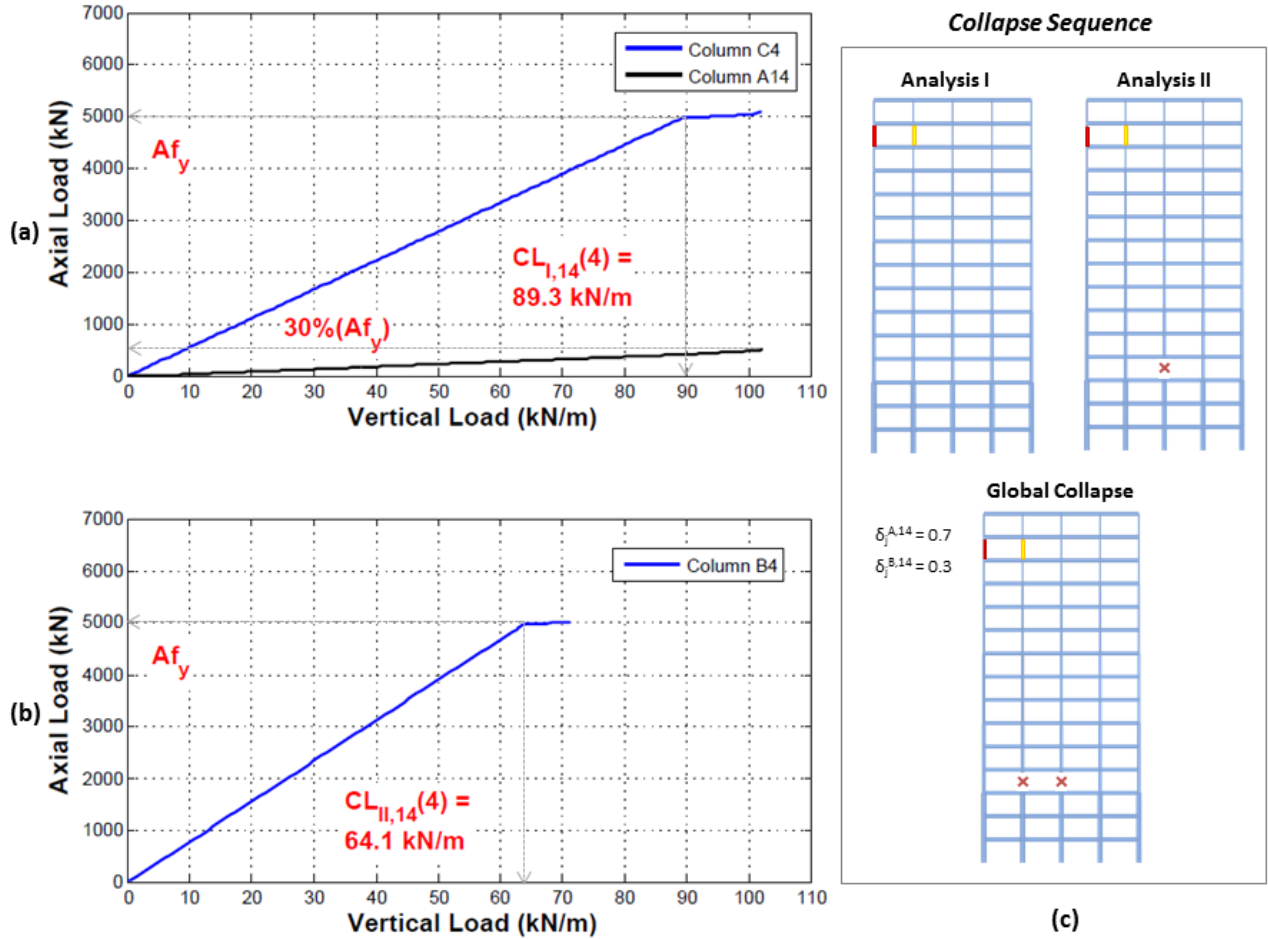 (a)
Axial Load (kN)
7000
6000
5000
4000
3000
2000
1000
0
Column C4
Column A14
Afy
CLI,14(4) =
89.3 kN/m
30%(Afy)
0 10 20 30 40 50 60 70 80 90 100 110
Vertical Load (kN/m)
(b)
Axial Load (kN)
7000
6000
5000
4000
3000
2000
1000
0
Column B4
Afy
CLII,14(4) =
64.1 kN/m
0 10 20 30 40 50 60 70 80 90 100 110
Vertical Load (kN/m)
Collapse Sequence
Analysis I
Analysis II
Global Collapse
δjA,14 = 0.7
δjB,14 = 0.3
(c)